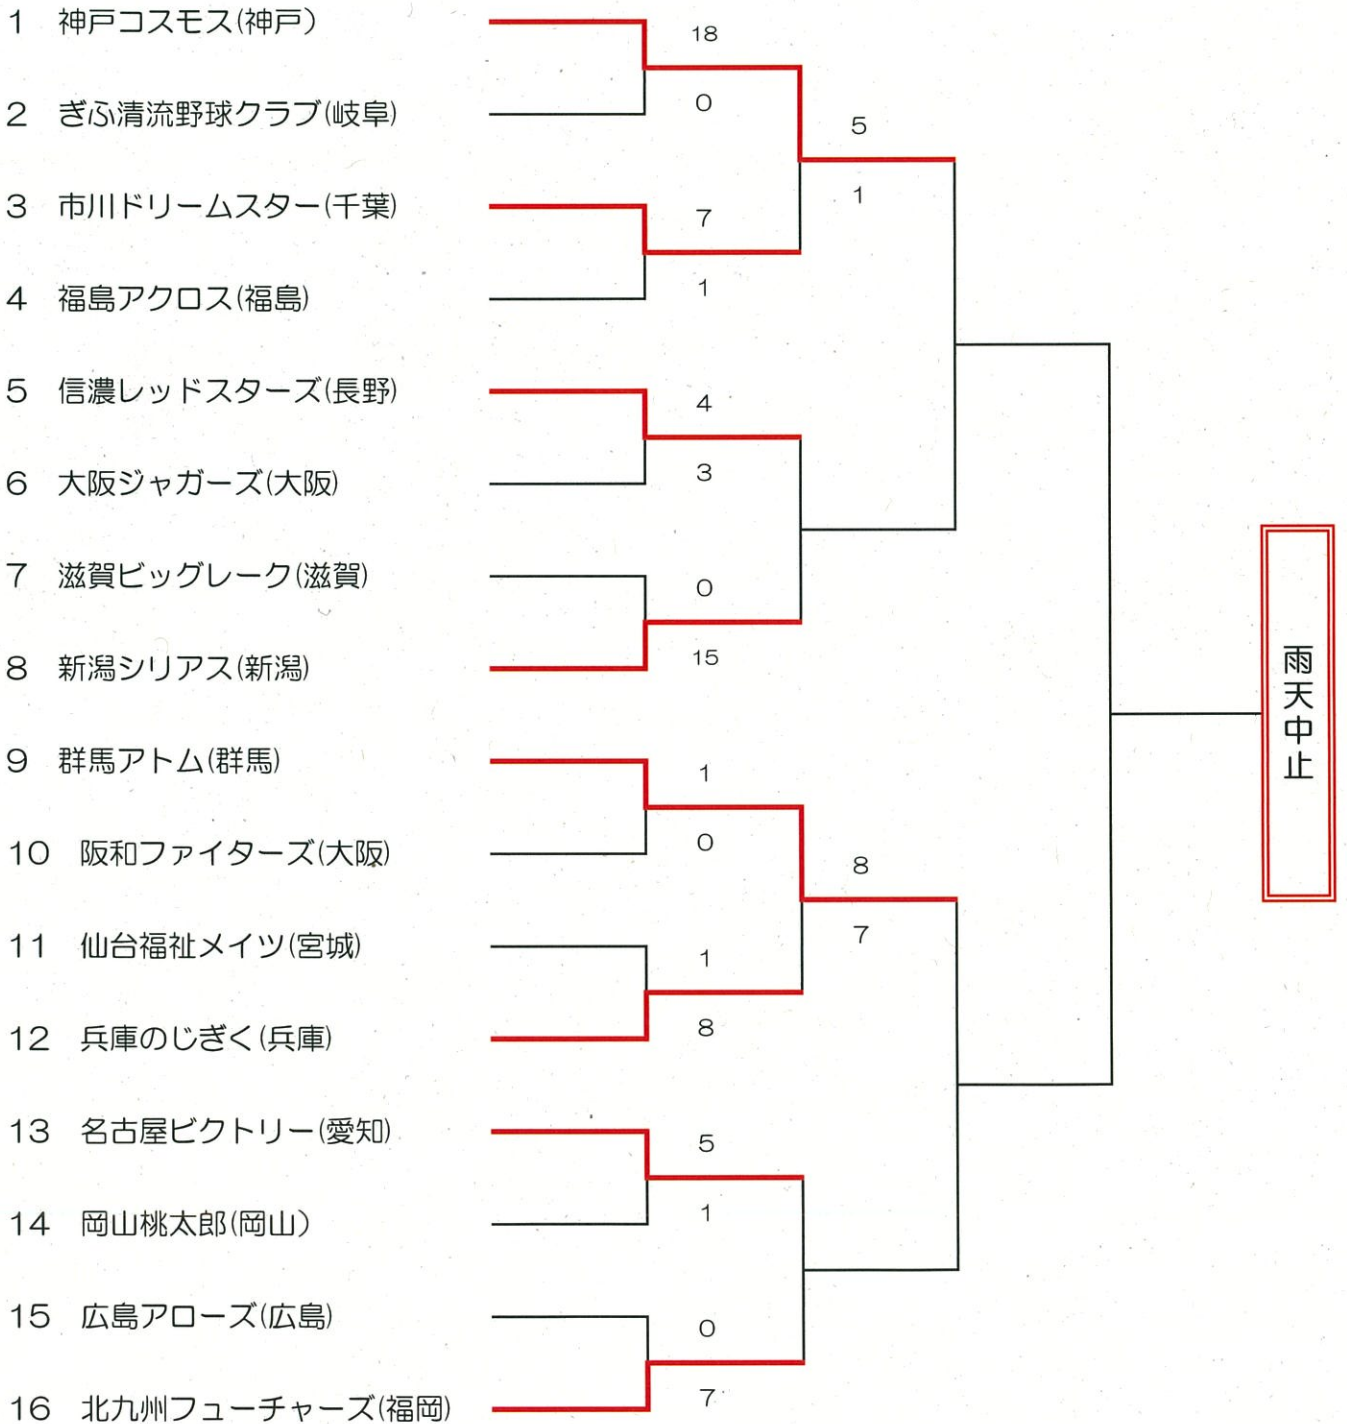 1 神戸コスモス(神戸)
18
0
2 ぎふ清流野球クラブ(岐阜)
5
1
3 市川ドリームスター(千葉)
7
1
4 福島アクロス(福島)
5 信濃レッドスターズ(長野)
4
3
6 大阪ジャガーズ(大阪)
7 滋賀ビッグレーク(滋賀)
0
15
8 新潟シリアス(新潟)
雨天中止
9 群馬アトム(群馬)
1
0
10 阪和ファイターズ(大阪)
8
7
11 仙台福祉メイツ(宮城)
1
8
12 兵庫のじぎく(兵庫)
13 名古屋ビクトリー(愛知)
5
1
14 岡山桃太郎(岡山)
15 広島アローズ(広島)
0
7
16 北九州フューチャーズ(福岡)